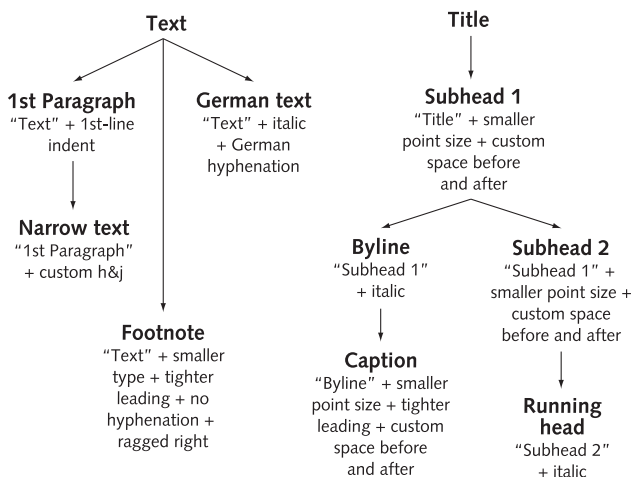 Text
1st Paragraph
“Text” + 1st-line
indent
German text
“Text” + italic
+ German
hyphenation
Narrow text
“1st Paragraph”
+ custom h&j
Footnote
“Text” + smaller
type + tighter
leading + no
hyphenation +
ragged right
Title
Subhead 1
“Title” + smaller
point size + custom
space before
and after
Byline
“Subhead 1”
+ italic
Subhead 2
“Subhead 1” +
smaller point size +
custom space
before and after
Caption
“Byline” + smaller
point size + tighter
leading + custom
space before
and after
Running
head
“Subhead 2”
+ italic